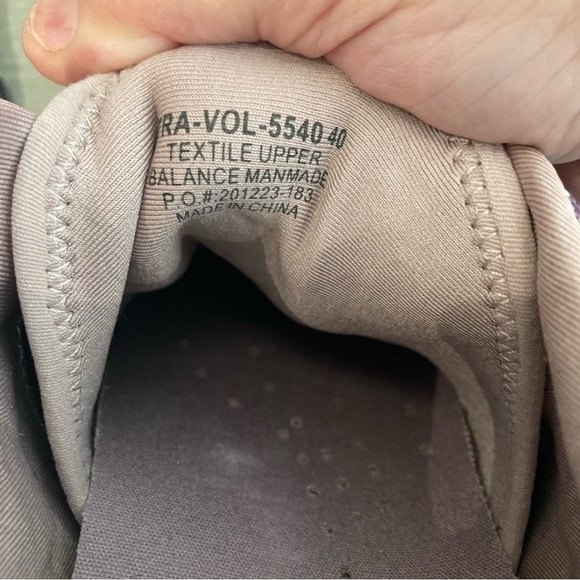 RA-VOL-5540 40
TEXTILE UPPER
BALANCE MANMADE
P.O.#:201223-183
MADE IN CHINA